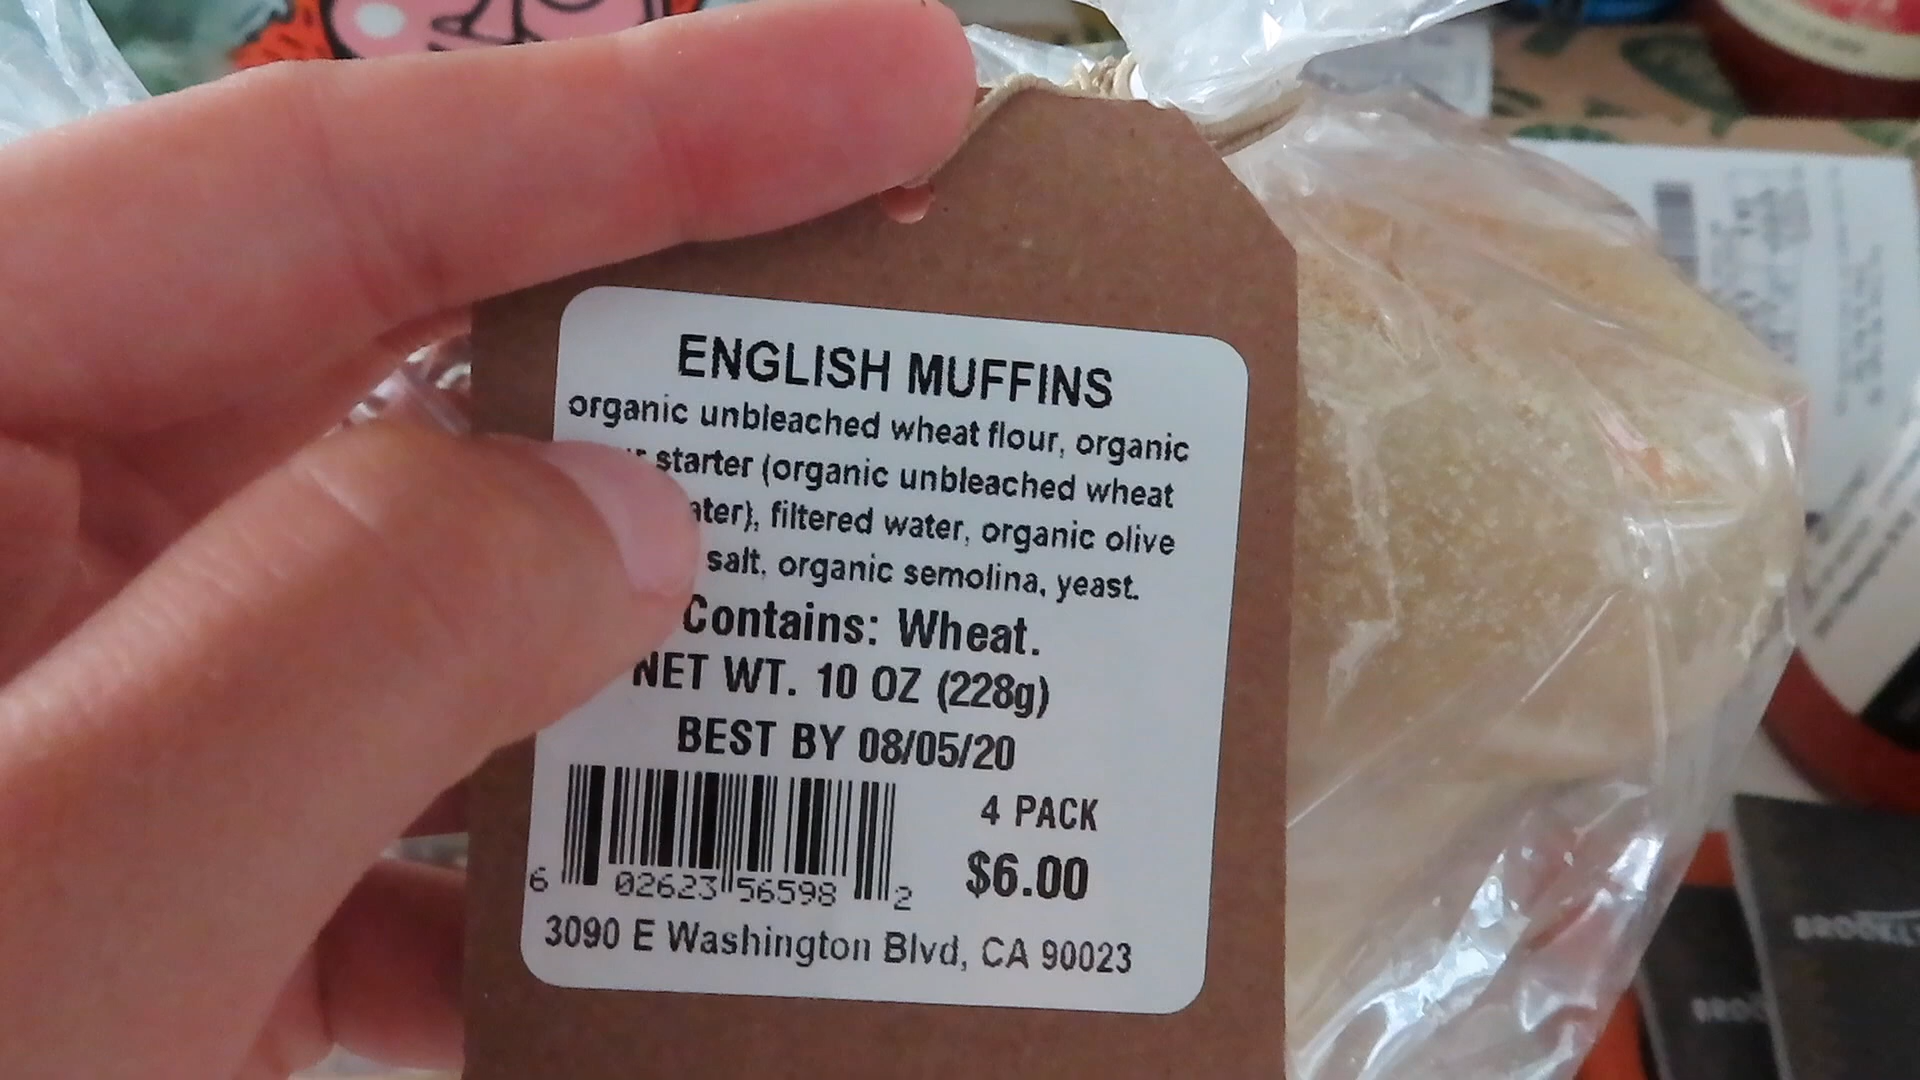 ENGLISH MUFFINS
organic unbleached wheat flour, organic
starter (organic unbleached wheat
ater), filtered water, organic olive
salt, organic semolina, yeast.
Contains: Wheat.
NET WT. 10 OZ (228g)
BEST BY 08/05/20
4 PACK
$6.00
6 02623 56598 2
3090 E Washington Blvd, CA 90023